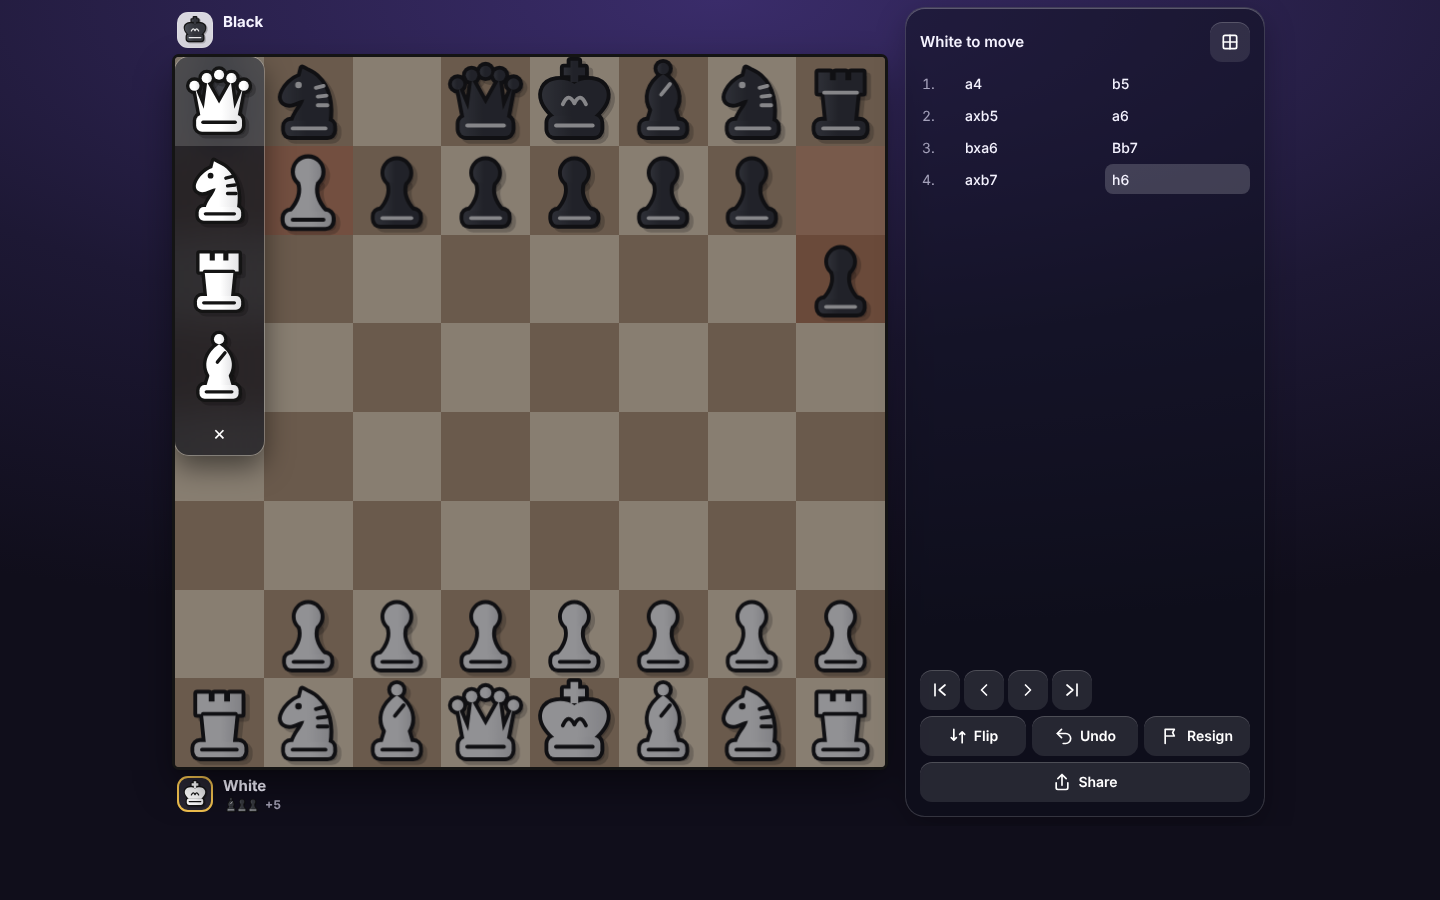 Black
White to move
1. a4 b5
2. axb5 a6
3. bxa6 Bb7
4. axb7 h6
Flip Undo Resign
Share
White
+5